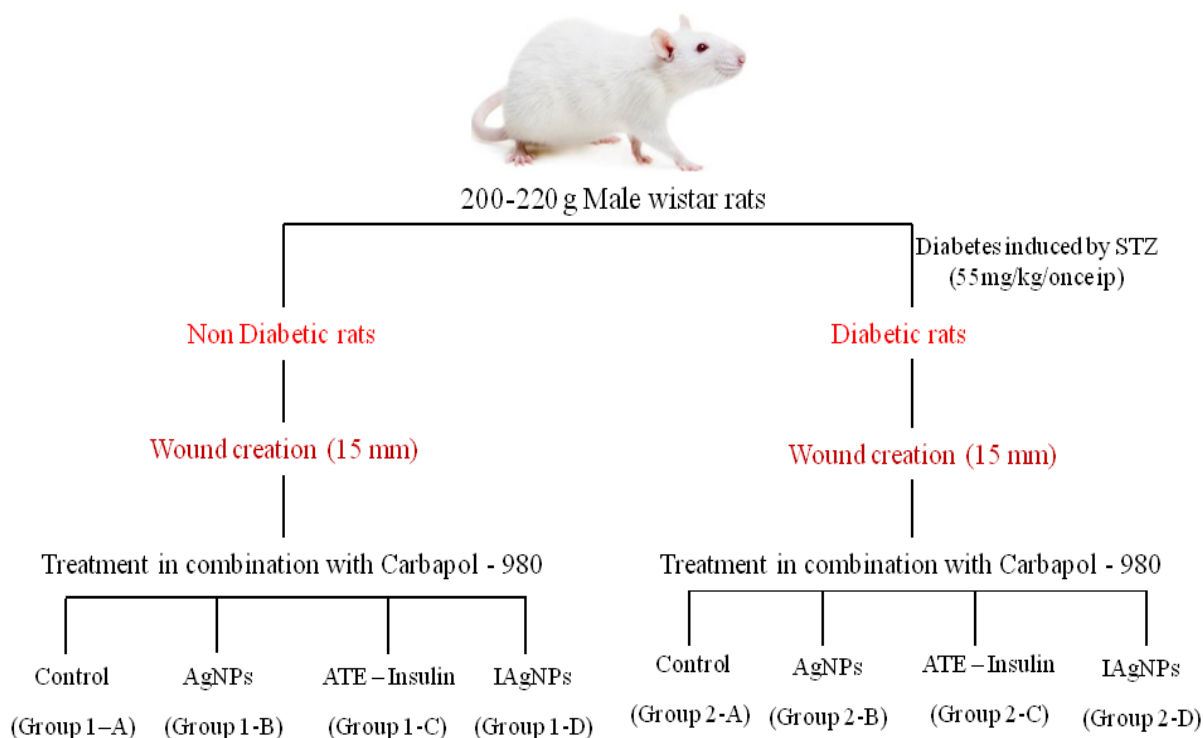 200-220 g Male wistar rats
Diabetes induced by STZ
(55mg/kg/once ip)
Non Diabetic rats
Diabetic rats
Wound creation (15 mm)
Wound creation (15 mm)
Treatment in combination with Carbapol - 980
Treatment in combination with Carbapol - 980
Control
AgNPs
ATE – Insulin
IAgNPs
(Group 1–A)
(Group 1-B)
(Group 1-C)
(Group 1-D)
Control
AgNPs
ATE – Insulin
IAgNPs
(Group 2-A)
(Group 2-B)
(Group 2-C)
(Group 2-D)